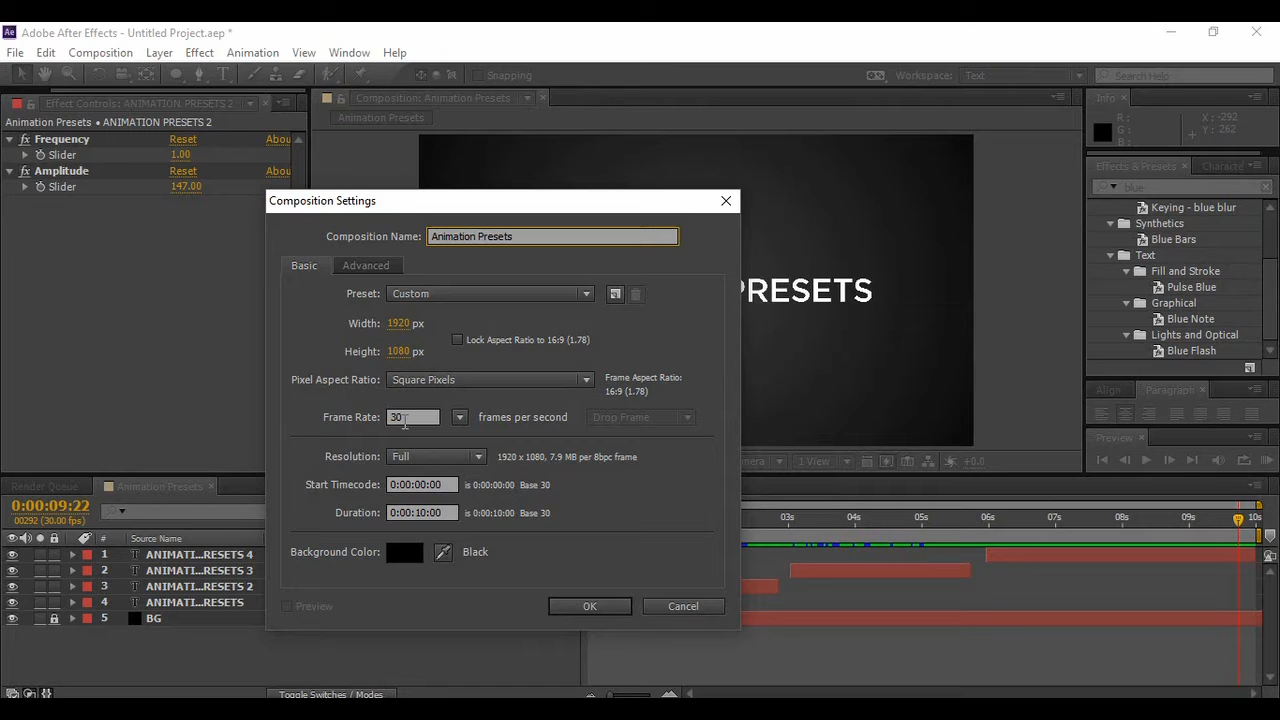 Ae Adobe After Effects - Untitled Project.aep *
File Edit Composition Layer Effect Animation View Window Help
T Snapping Workspace: Text Search Help
Effect Controls: ANIMATION PRESETS 2
Composition: Animation Presets
Info
Animation Presets • ANIMATION PRESETS 2
Animation Presets
R:
G:
B:
X: -292
Y: 262
fx Frequency Reset Abou
Slider 1.00
fx Amplitude Reset Abou
Slider 147.00
Effects & Presets Characte
blue
Keying - blue blur
Synthetics
Blue Bars
Text
Fill and Stroke
Pulse Blue
Graphical
Blue Note
Lights and Optical
Blue Flash
PRESETS
Composition Settings
Composition Name: Animation Presets
Basic Advanced
Preset: Custom
Width: 1920 px
Lock Aspect Ratio to 16:9 (1.78)
Height: 1080 px
Pixel Aspect Ratio: Square Pixels
Frame Aspect Ratio:
16:9 (1.78)
Frame Rate: 30 frames per second Drop Frame
Resolution: Full 1920 x 1080, 7.9 MB per 8bpc frame
Start Timecode: 0:00:00:00 is 0:00:00:00 Base 30
Duration: 0:00:10:00 is 0:00:10:00 Base 30
Background Color: Black
Preview
OK Cancel
Align Paragraph
Preview
amera 1 View +0.0
Render Queue Animation Presets
0:00:09:22
00292 (30.00 fps)
03s 04s 05s 06s 07s 08s 09s 10s
# Source Name
1 T ANIMATI...RESETS 4
2 T ANIMATI...RESETS 3
3 T ANIMATI...RESETS 2
4 T ANIMATI...RESETS
5 BG
Toggle Switches / Modes